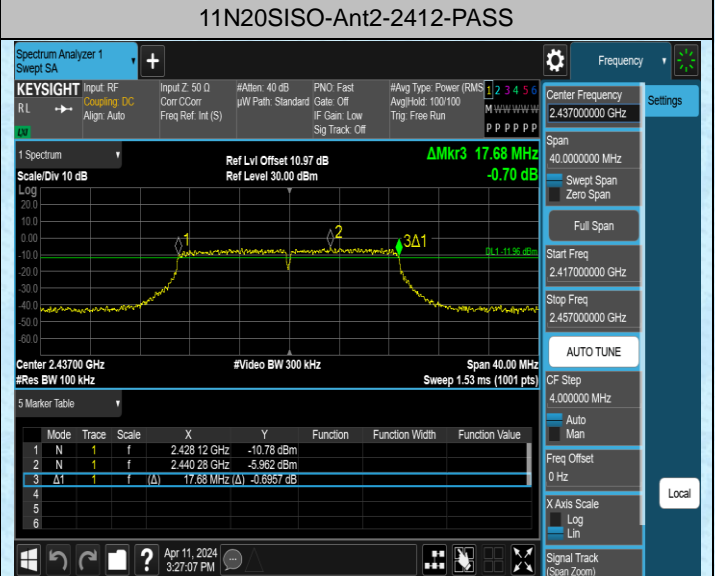 11N20SISO-Ant2-2412-PASS
Spectrum Analyzer 1
Swept SA
+
Frequency
KEYSIGHT
RL
LXI
Input: RF
Coupling: DC
Align: Auto
Input Z: 50 Ω
Corr CCorr
Freq Ref: Int (S)
#Atten: 40 dB
µW Path: Standard
PNO: Fast
Gate: Off
IF Gain: Low
Sig Track: Off
#Avg Type: Power (RMS
Avg|Hold: 100/100
Trig: Free Run
1 2 3 4 5 6
M W W W W W
P P P P P P
1 Spectrum
Scale/Div 10 dB
Log
Ref Lvl Offset 10.97 dB
Ref Level 30.00 dBm
ΔMkr3 17.68 MHz
-0.70 dB
20.0
10.0
0.00
-10.0
-20.0
-30.0
-40.0
-50.0
-60.0
1
2
3Δ1
DL1 -11.96 dBm
Center 2.43700 GHz
#Res BW 100 kHz
#Video BW 300 kHz
Span 40.00 MHz
Sweep 1.53 ms (1001 pts)
5 Marker Table
Mode Trace Scale X Y Function Function Width Function Value
1 N 1 f 2.428 12 GHz -10.78 dBm
2 N 1 f 2.440 28 GHz -5.962 dBm
3 Δ1 1 f (Δ) 17.68 MHz (Δ) -0.6957 dB
4
5
6
?
Apr 11, 2024
3:27:07 PM
Center Frequency
2.437000000 GHz
Span
40.0000000 MHz
Swept Span
Zero Span
Full Span
Start Freq
2.417000000 GHz
Stop Freq
2.457000000 GHz
AUTO TUNE
CF Step
4.000000 MHz
Auto
Man
Freq Offset
0 Hz
X Axis Scale
Log
Lin
Signal Track
(Span Zoom)
Settings
Local